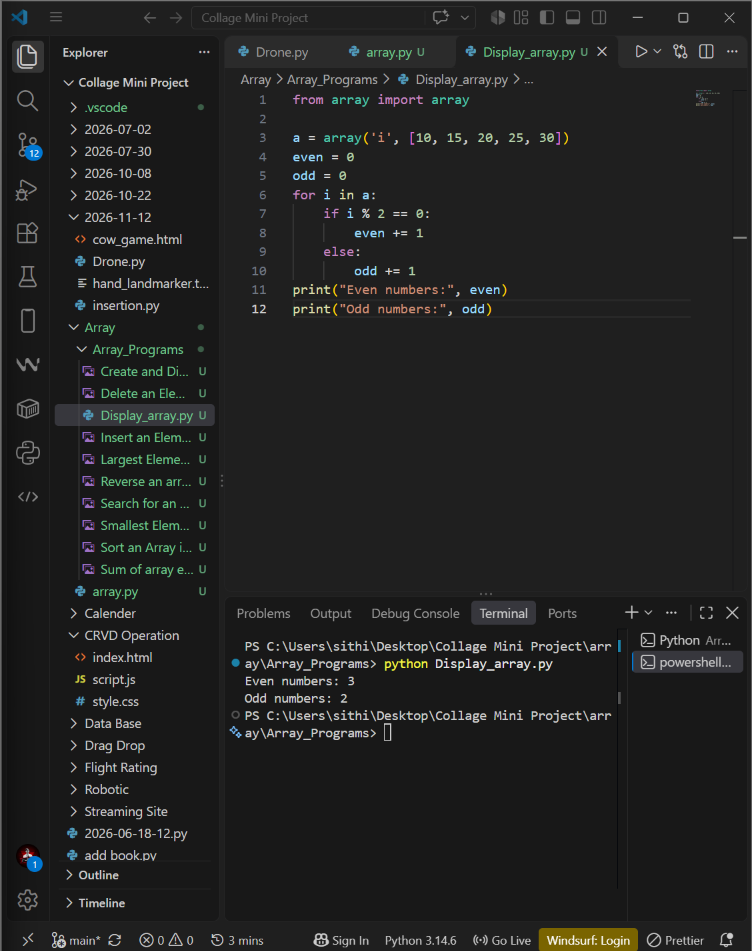 Collage Mini Project
Explorer
Collage Mini Project
.vscode
2026-07-02
2026-07-30
2026-10-08
2026-10-22
2026-11-12
cow_game.html
Drone.py
hand_landmarker.t...
insertion.py
Array
Array_Programs
Create and Di... U
Delete an Ele... U
Display_array.py U
Insert an Elem... U
Largest Eleme... U
Reverse an arr... U
Search for an ... U
Smallest Elem... U
Sort an Array i... U
Sum of array e... U
array.py U
Calender
CRVD Operation
index.html
JS script.js
# style.css
Data Base
Drag Drop
Flight Rating
Robotic
Streaming Site
2026-06-18-12.py
add book.py
Outline
Timeline
12
1
Drone.py
array.py U
Display_array.py U
Array > Array_Programs > Display_array.py > ...
1 from array import array
2
3 a = array('i', [10, 15, 20, 25, 30])
4 even = 0
5 odd = 0
6 for i in a:
7 if i % 2 == 0:
8 even += 1
9 else:
10 odd += 1
11 print("Even numbers:", even)
12 print("Odd numbers:", odd)
Problems Output Debug Console Terminal Ports
PS C:\Users\sithi\Desktop\Collage Mini Project\arr
ay\Array_Programs> python Display_array.py
Even numbers: 3
Odd numbers: 2
PS C:\Users\sithi\Desktop\Collage Mini Project\arr
ay\Array_Programs>
Python Arr...
powershell...
main* 0 0 3 mins Sign In Python 3.14.6 Go Live Windsurf: Login Prettier